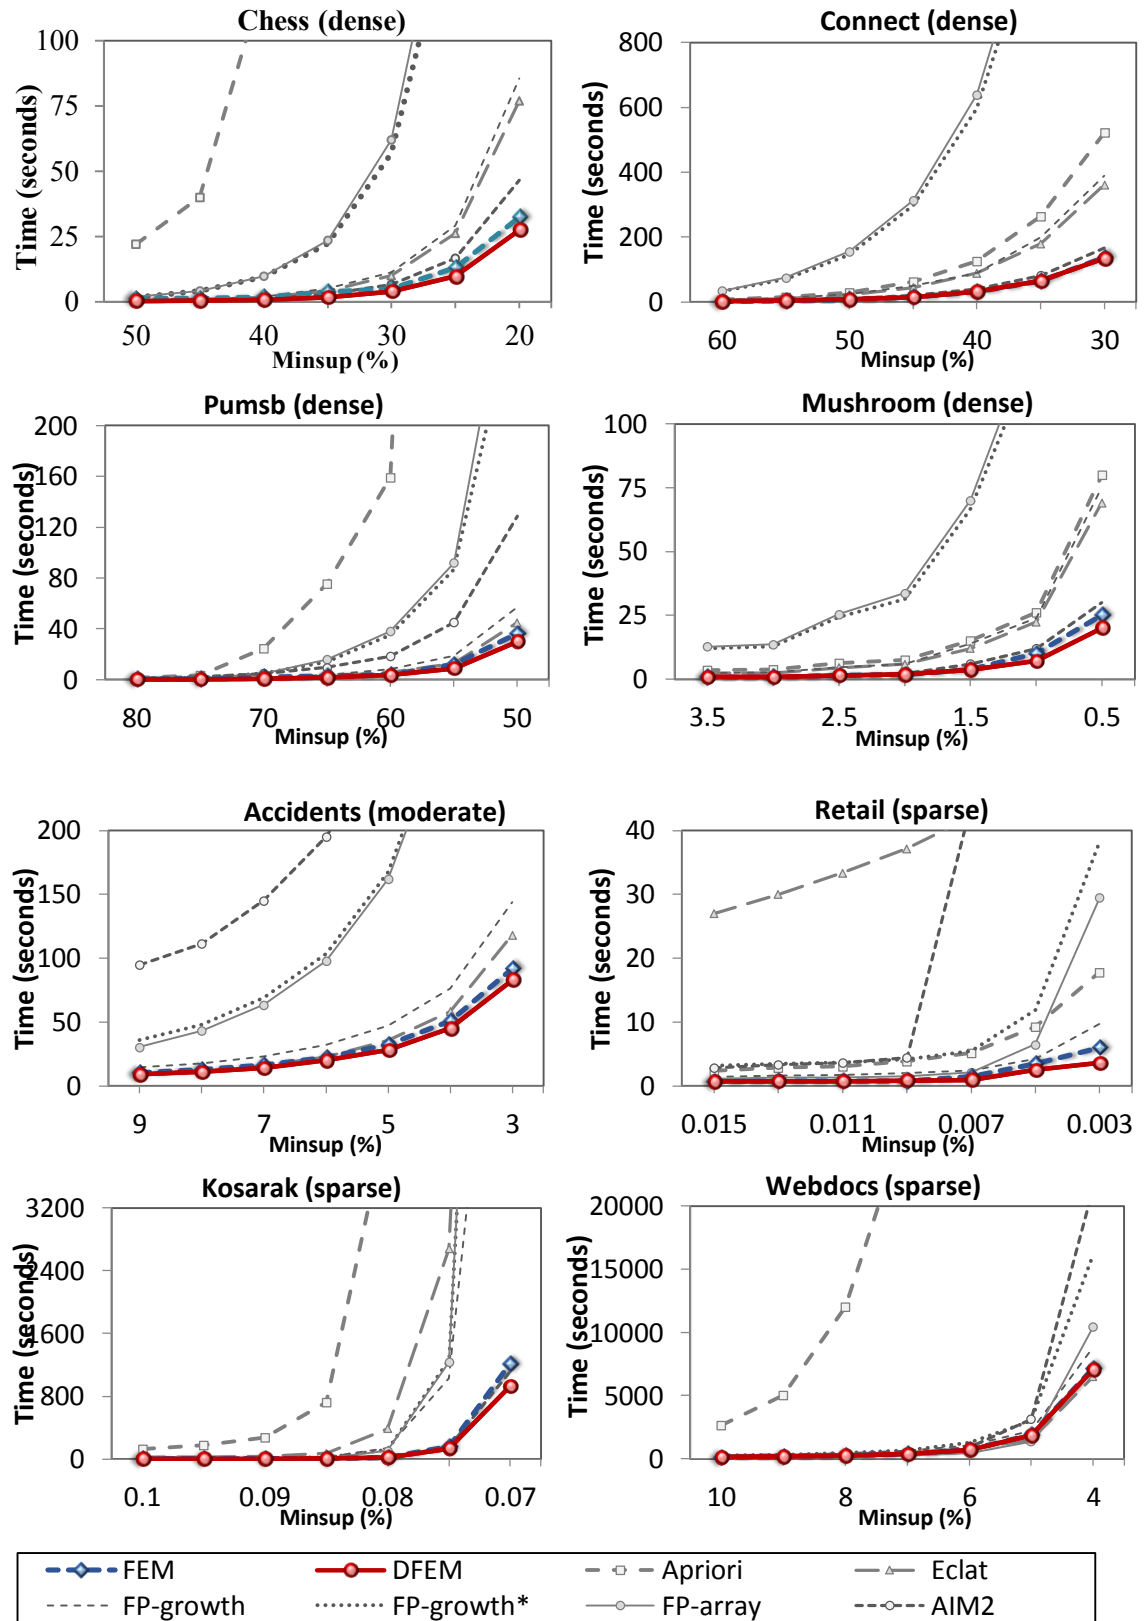 Chess (dense)
Time (seconds)
100
75
50
25
0
50
40
30
20
Minsup (%)
Connect (dense)
Time (seconds)
800
600
400
200
0
60
50
40
30
Minsup (%)
Pumsb (dense)
Time (seconds)
200
160
120
80
40
0
80
70
60
50
Minsup (%)
Mushroom (dense)
Time (seconds)
100
75
50
25
0
3.5
2.5
1.5
0.5
Minsup (%)
Accidents (moderate)
Time (seconds)
200
150
100
50
0
9
7
5
3
Minsup (%)
Retail (sparse)
Time (seconds)
40
30
20
10
0
0.015
0.011
0.007
0.003
Minsup (%)
Kosarak (sparse)
Time (seconds)
3200
2400
1600
800
0
0.1
0.09
0.08
0.07
Minsup (%)
Webdocs (sparse)
Time (seconds)
20000
15000
10000
5000
0
10
8
6
4
Minsup (%)
FEM
DFEM
Apriori
Eclat
FP-growth
FP-growth*
FP-array
AIM2